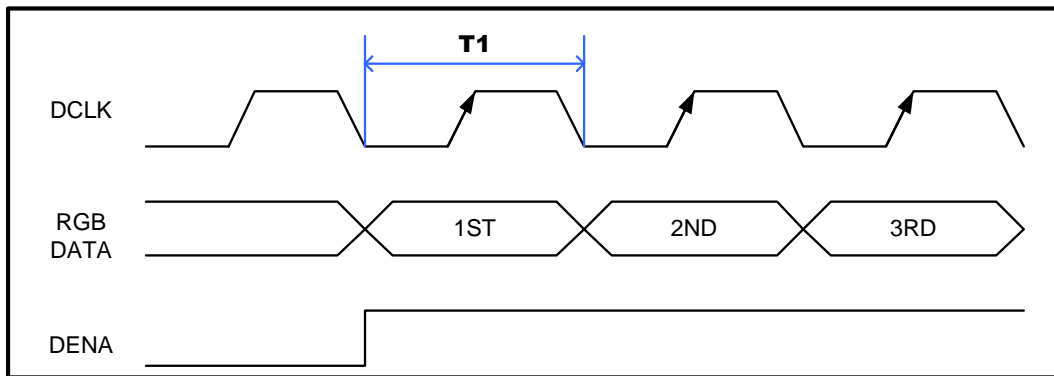 T1
DCLK
RGB
DATA
1ST
2ND
3RD
DENA